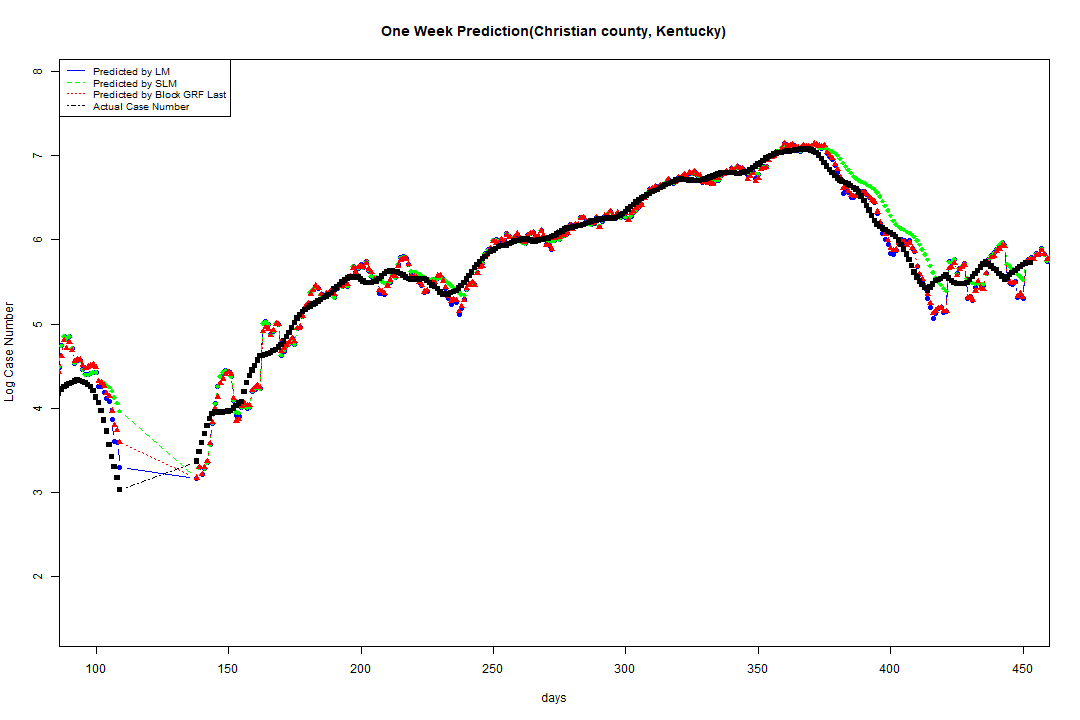 One Week Prediction(Christian county, Kentucky)
Predicted by LM
Predicted by SLM
Predicted by Block GRF Last
Actual Case Number
8
7
6
5
4
3
2
Log Case Number
100 150 200 250 300 350 400 450
days